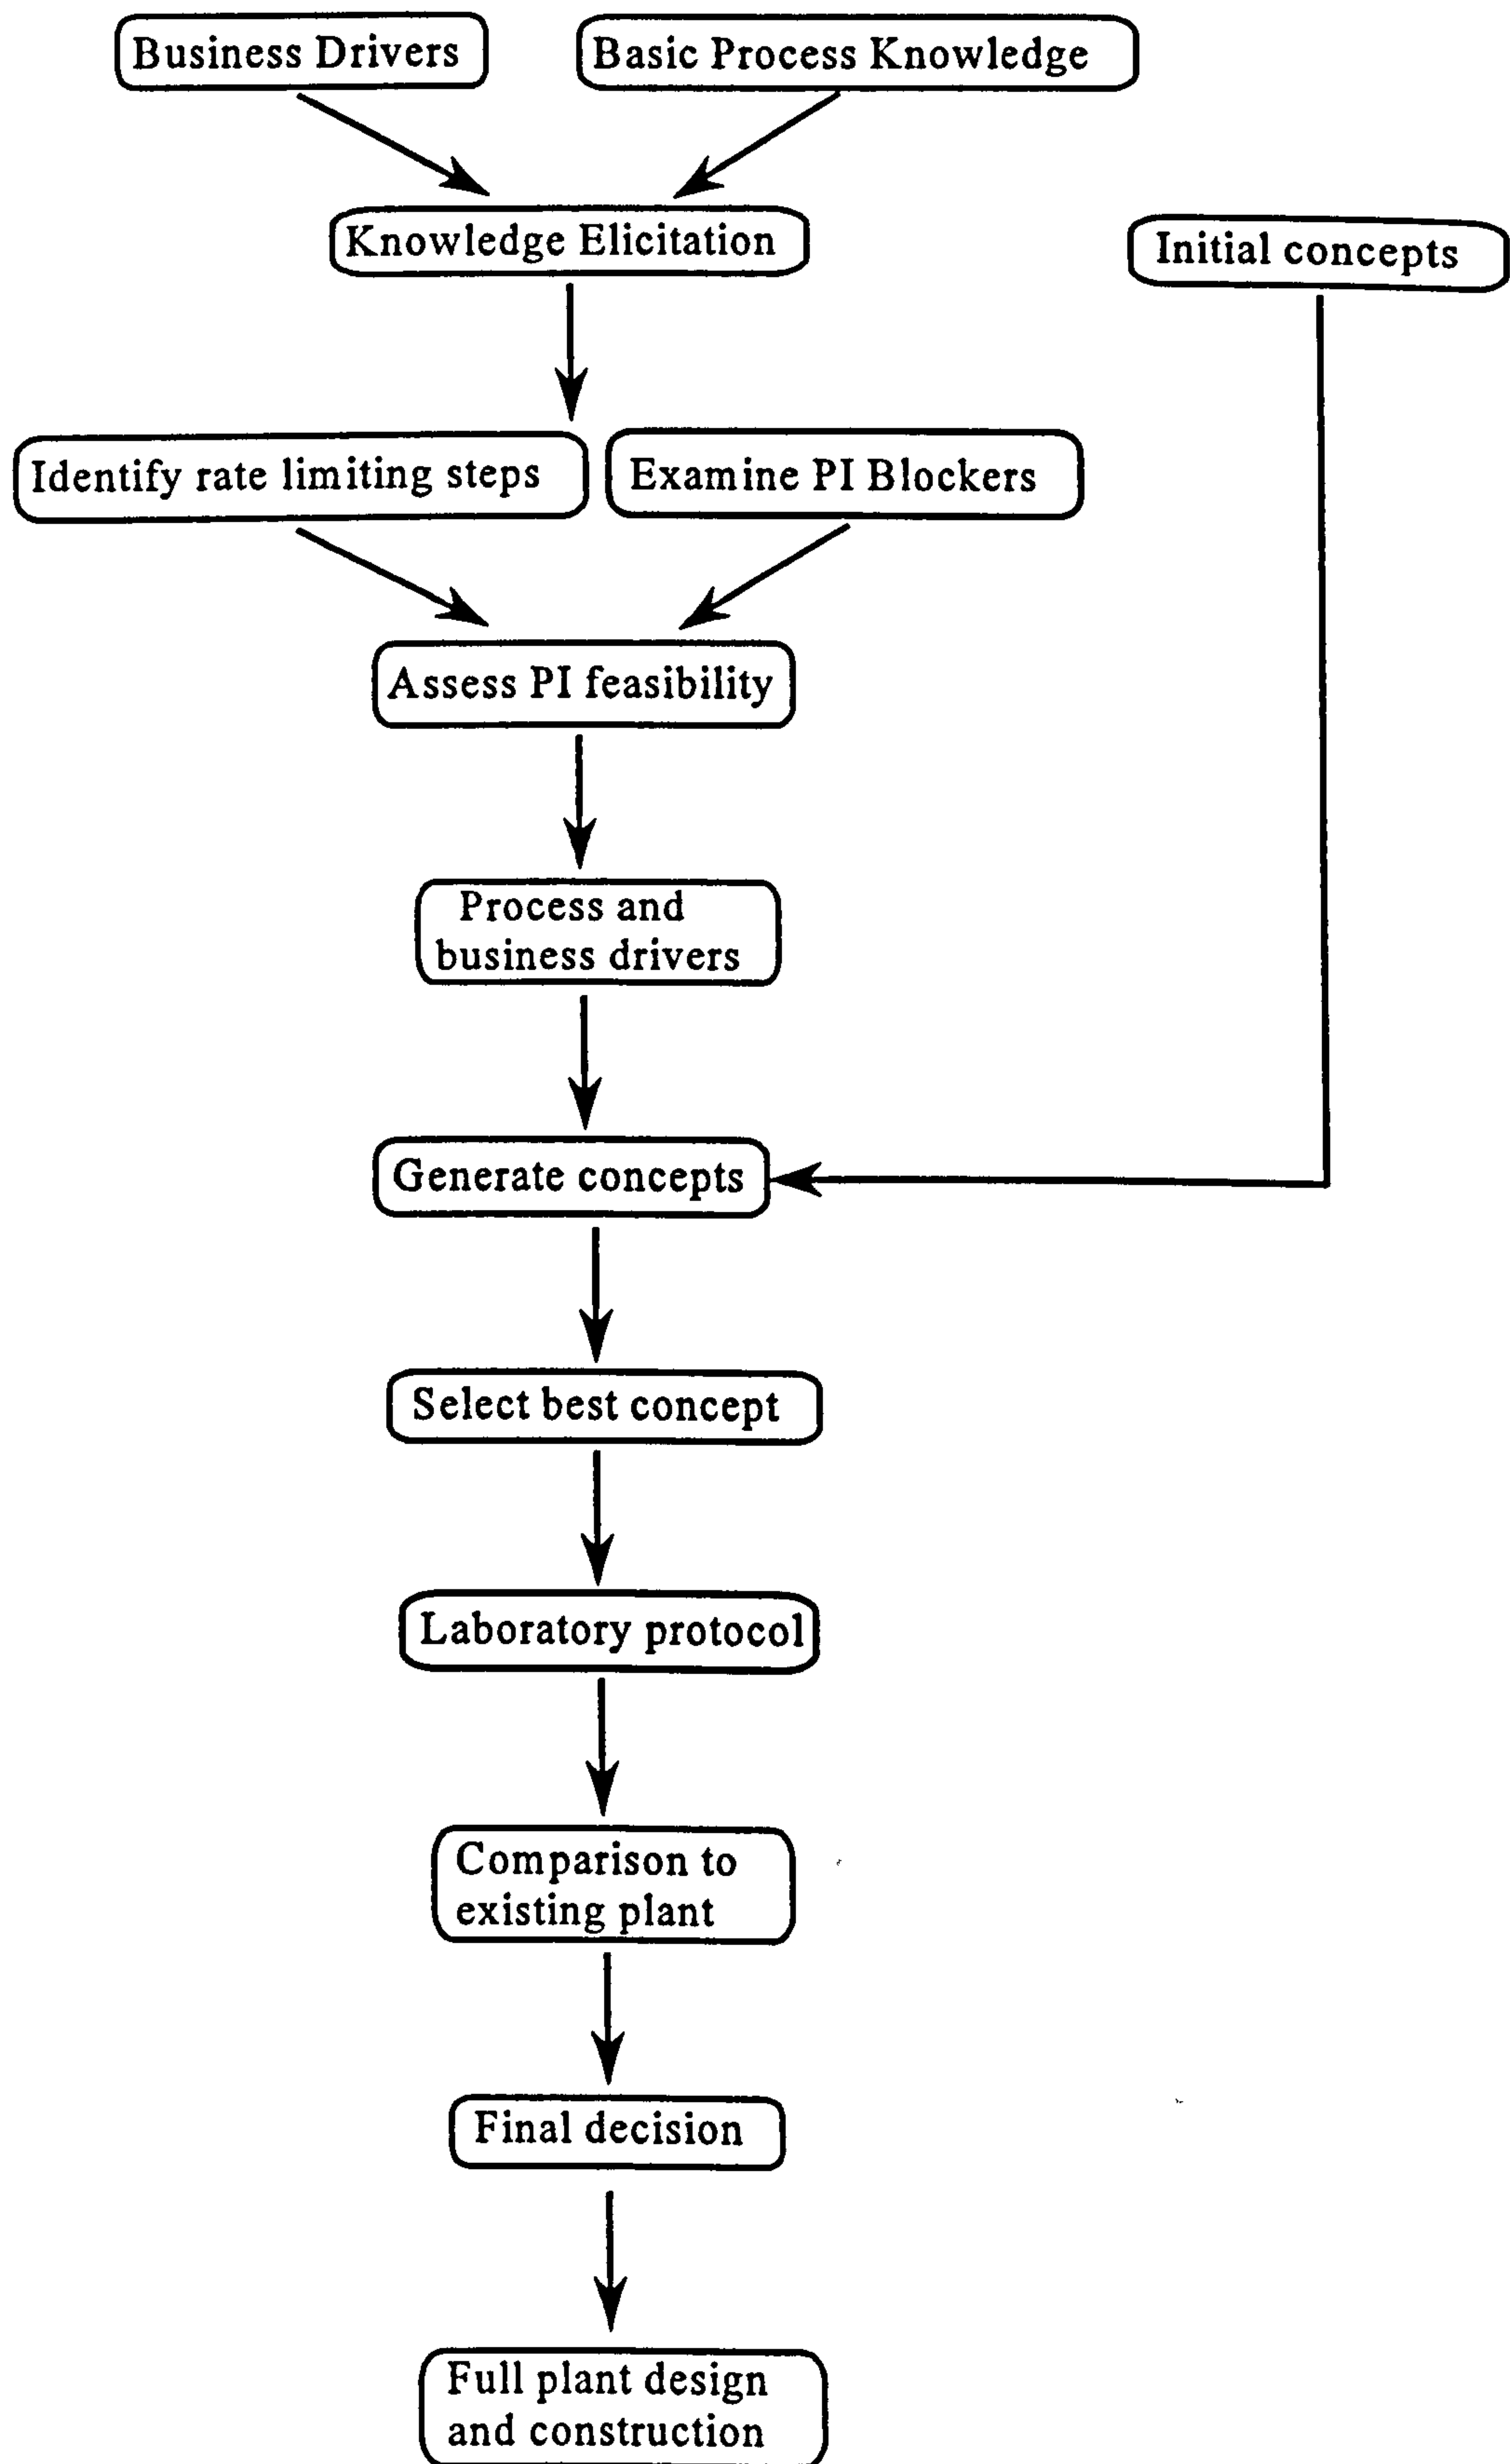 Business Drivers
Basic Process Knowledge
Knowledge Elicitation
Initial concepts
Identify rate limiting steps
Examine PI Blockers
Assess PI feasibility
Process and
business drivers
Generate concepts
Select best concept
Laboratory protocol
Comparison to
existing plant
Final decision
Full plant design
and construction